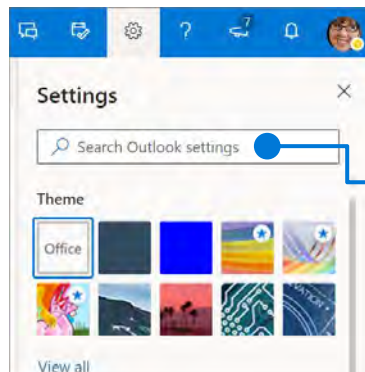 ?
7
Settings
Search Outlook settings
Theme
Office
View all